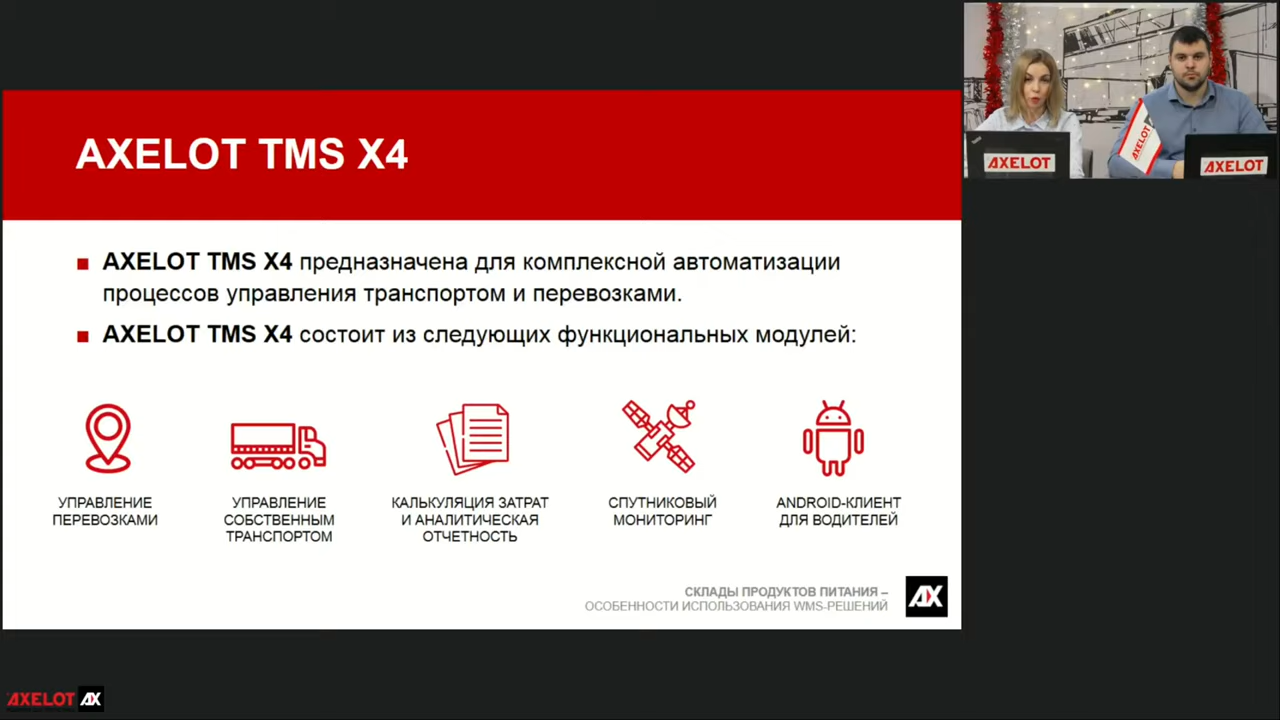 AXELOT TMS X4
AXELOT TMS X4 предназначена для комплексной автоматизации
процессов управления транспортом и перевозками.
AXELOT TMS X4 состоит из следующих функциональных модулей:
УПРАВЛЕНИЕ
ПЕРЕВОЗКАМИ
УПРАВЛЕНИЕ
СОБСТВЕННЫМ
ТРАНСПОРТОМ
КАЛЬКУЛЯЦИЯ ЗАТРАТ
И АНАЛИТИЧЕСКАЯ
ОТЧЕТНОСТЬ
СПУТНИКОВЫЙ
МОНИТОРИНГ
ANDROID-КЛИЕНТ
ДЛЯ ВОДИТЕЛЕЙ
СКЛАДЫ ПРОДУКТОВ ПИТАНИЯ –
ОСОБЕННОСТИ ИСПОЛЬЗОВАНИЯ WMS-РЕШЕНИЙ
AX
AXELOT
AXELOT
AXELOT
AXELOT AX